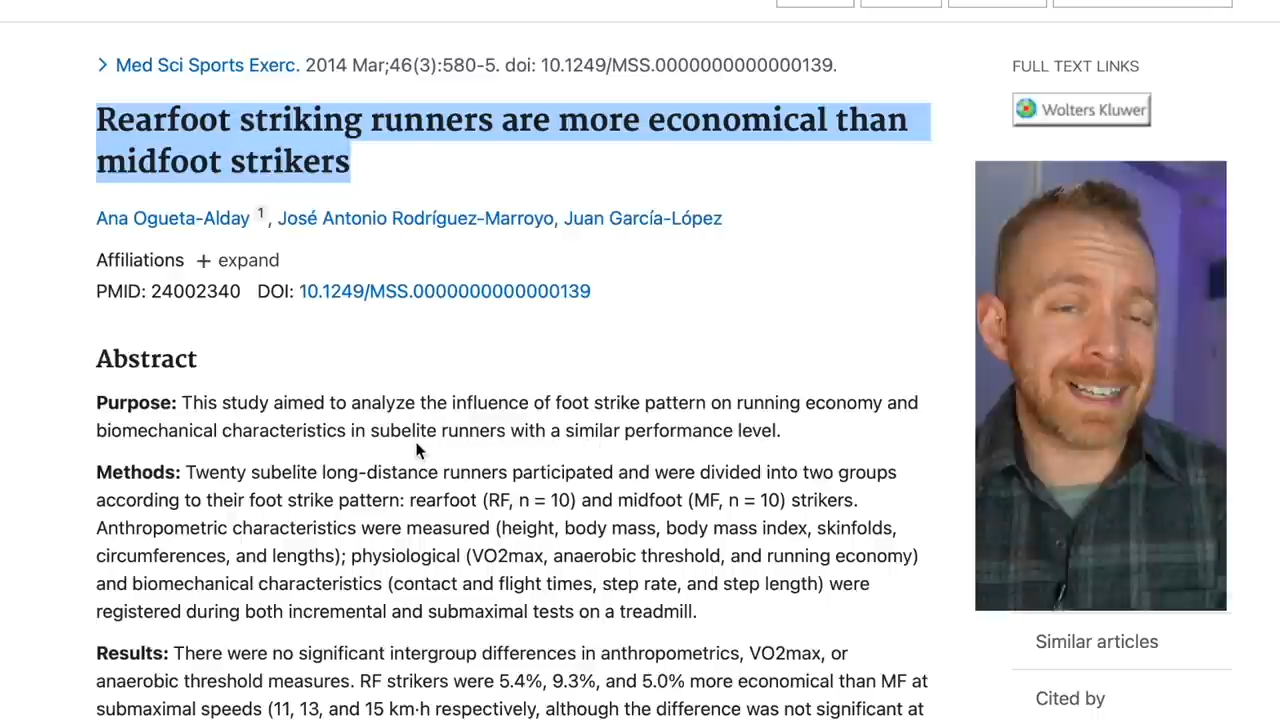 Med Sci Sports Exerc. 2014 Mar;46(3):580-5. doi: 10.1249/MSS.0000000000000139.
Rearfoot striking runners are more economical than
midfoot strikers
Ana Ogueta-Alday 1, José Antonio Rodríguez-Marroyo, Juan García-López
Affiliations + expand
PMID: 24002340 DOI: 10.1249/MSS.0000000000000139
Abstract
Purpose: This study aimed to analyze the influence of foot strike pattern on running economy and
biomechanical characteristics in subelite runners with a similar performance level.
Methods: Twenty subelite long-distance runners participated and were divided into two groups
according to their foot strike pattern: rearfoot (RF, n = 10) and midfoot (MF, n = 10) strikers.
Anthropometric characteristics were measured (height, body mass, body mass index, skinfolds,
circumferences, and lengths); physiological (VO2max, anaerobic threshold, and running economy)
and biomechanical characteristics (contact and flight times, step rate, and step length) were
registered during both incremental and submaximal tests on a treadmill.
Results: There were no significant intergroup differences in anthropometrics, VO2max, or
anaerobic threshold measures. RF strikers were 5.4%, 9.3%, and 5.0% more economical than MF at
submaximal speeds (11, 13, and 15 km·h respectively, although the difference was not significant at
FULL TEXT LINKS
Wolters Kluwer
Similar articles
Cited by